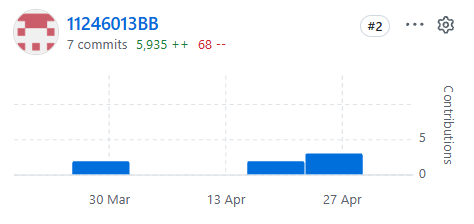 11246013BB
#2
7 commits 5,935 ++ 68 --
Contributions
5
0
30 Mar 13 Apr 27 Apr